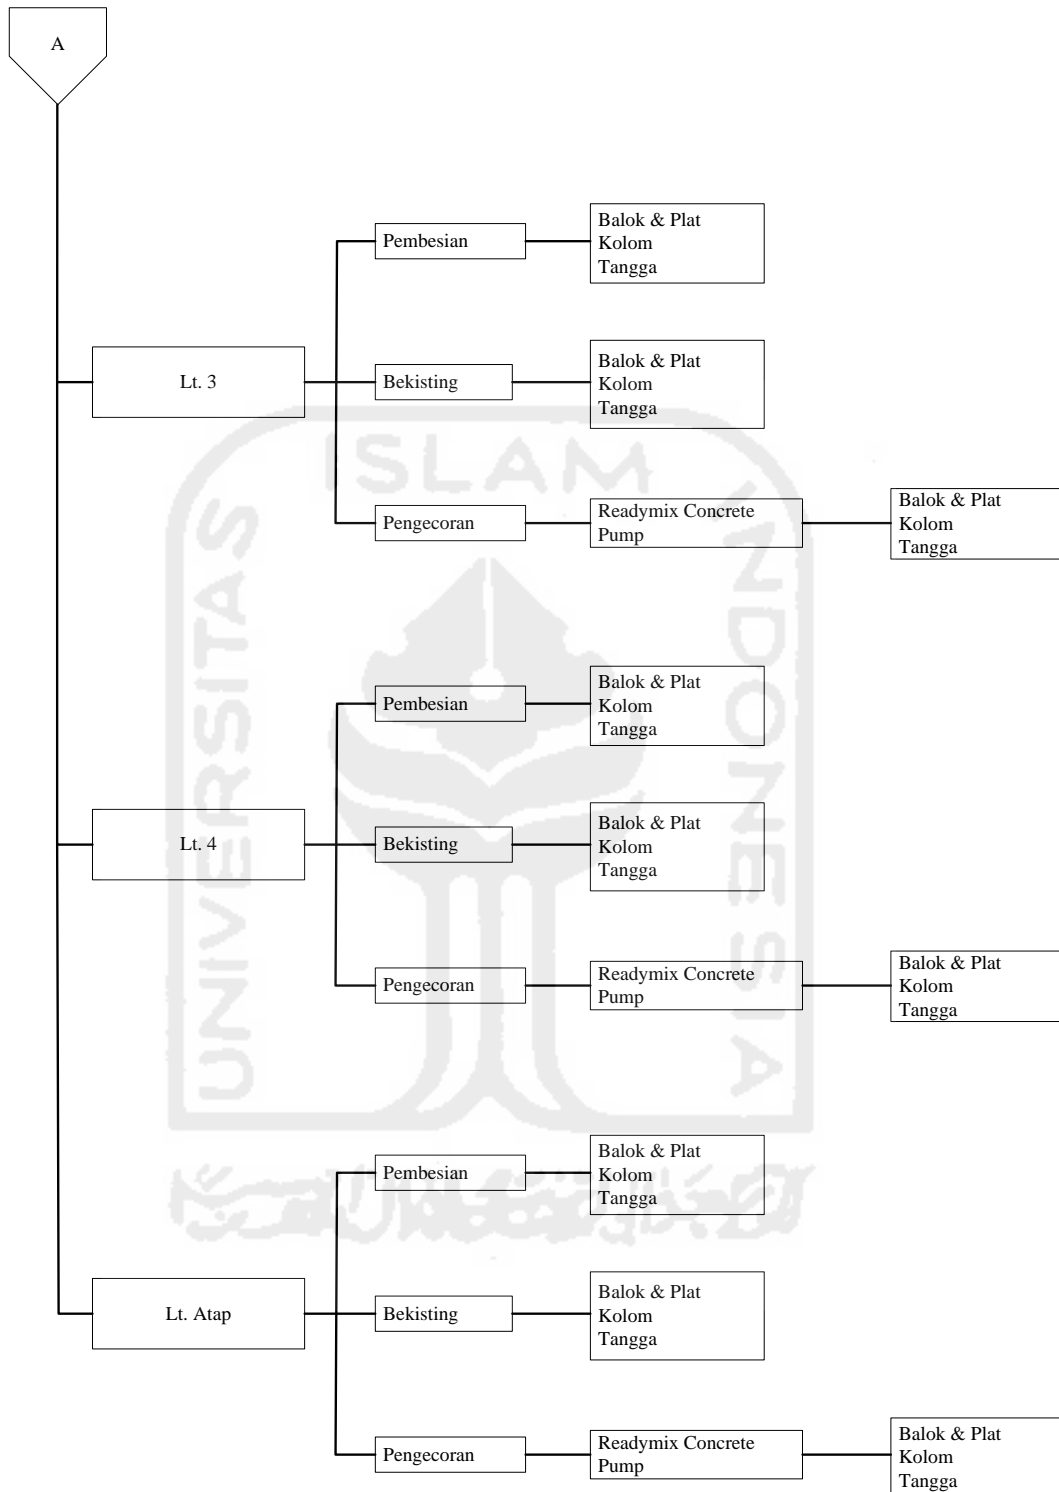 A
Balok & Plat
Kolom
Tangga
Pembesian
Lt. 3
Bekisting
Balok & Plat
Kolom
Tangga
Pengecoran
Readymix Concrete
Pump
Balok & Plat
Kolom
Tangga
Pembesian
Balok & Plat
Kolom
Tangga
Lt. 4
Bekisting
Balok & Plat
Kolom
Tangga
Pengecoran
Readymix Concrete
Pump
Balok & Plat
Kolom
Tangga
Pembesian
Balok & Plat
Kolom
Tangga
Lt. Atap
Bekisting
Balok & Plat
Kolom
Tangga
Pengecoran
Readymix Concrete
Pump
Balok & Plat
Kolom
Tangga
UNIVERSITAS
ISLAM
INDONESIA